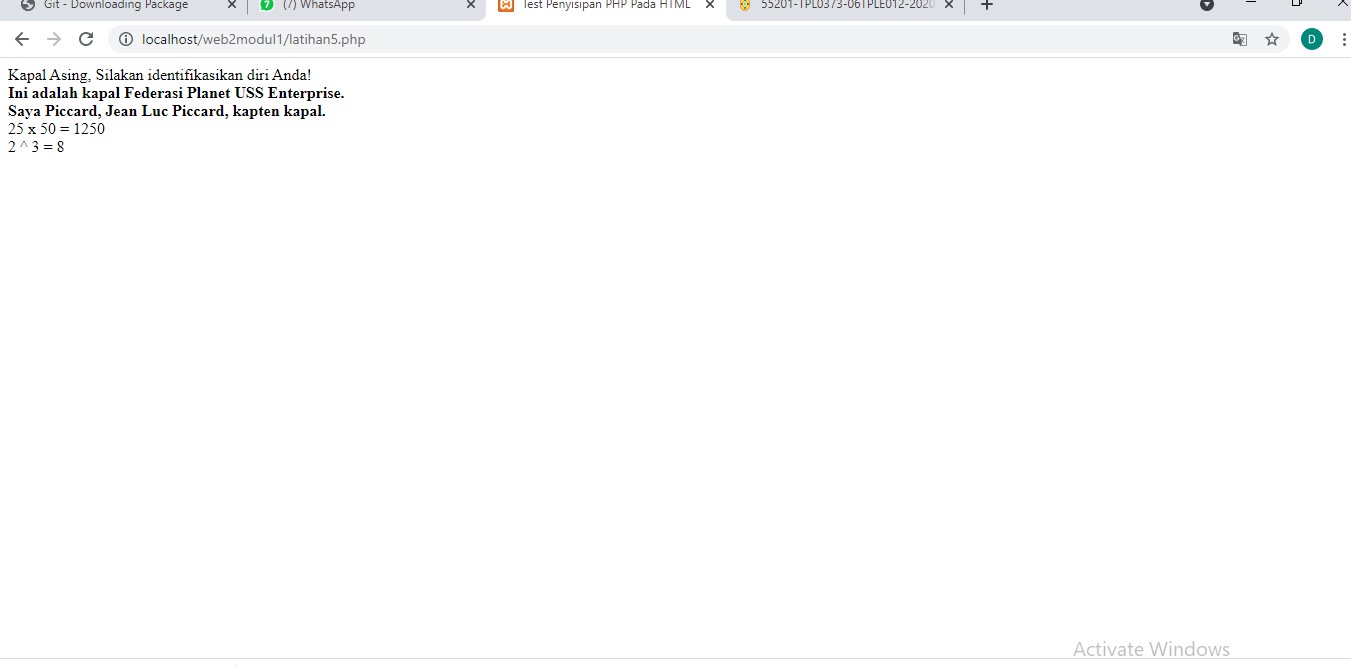 Git - Downloading Package
(7) WhatsApp
Test Penyisipan PHP Pada HTML
55201-TPL0373-06TPLE012-2020
localhost/web2modul1/latihan5.php
D
Kapal Asing, Silakan identifikasikan diri Anda!
Ini adalah kapal Federasi Planet USS Enterprise.
Saya Piccard, Jean Luc Piccard, kapten kapal.
25 x 50 = 1250
2 ^ 3 = 8
Activate Windows